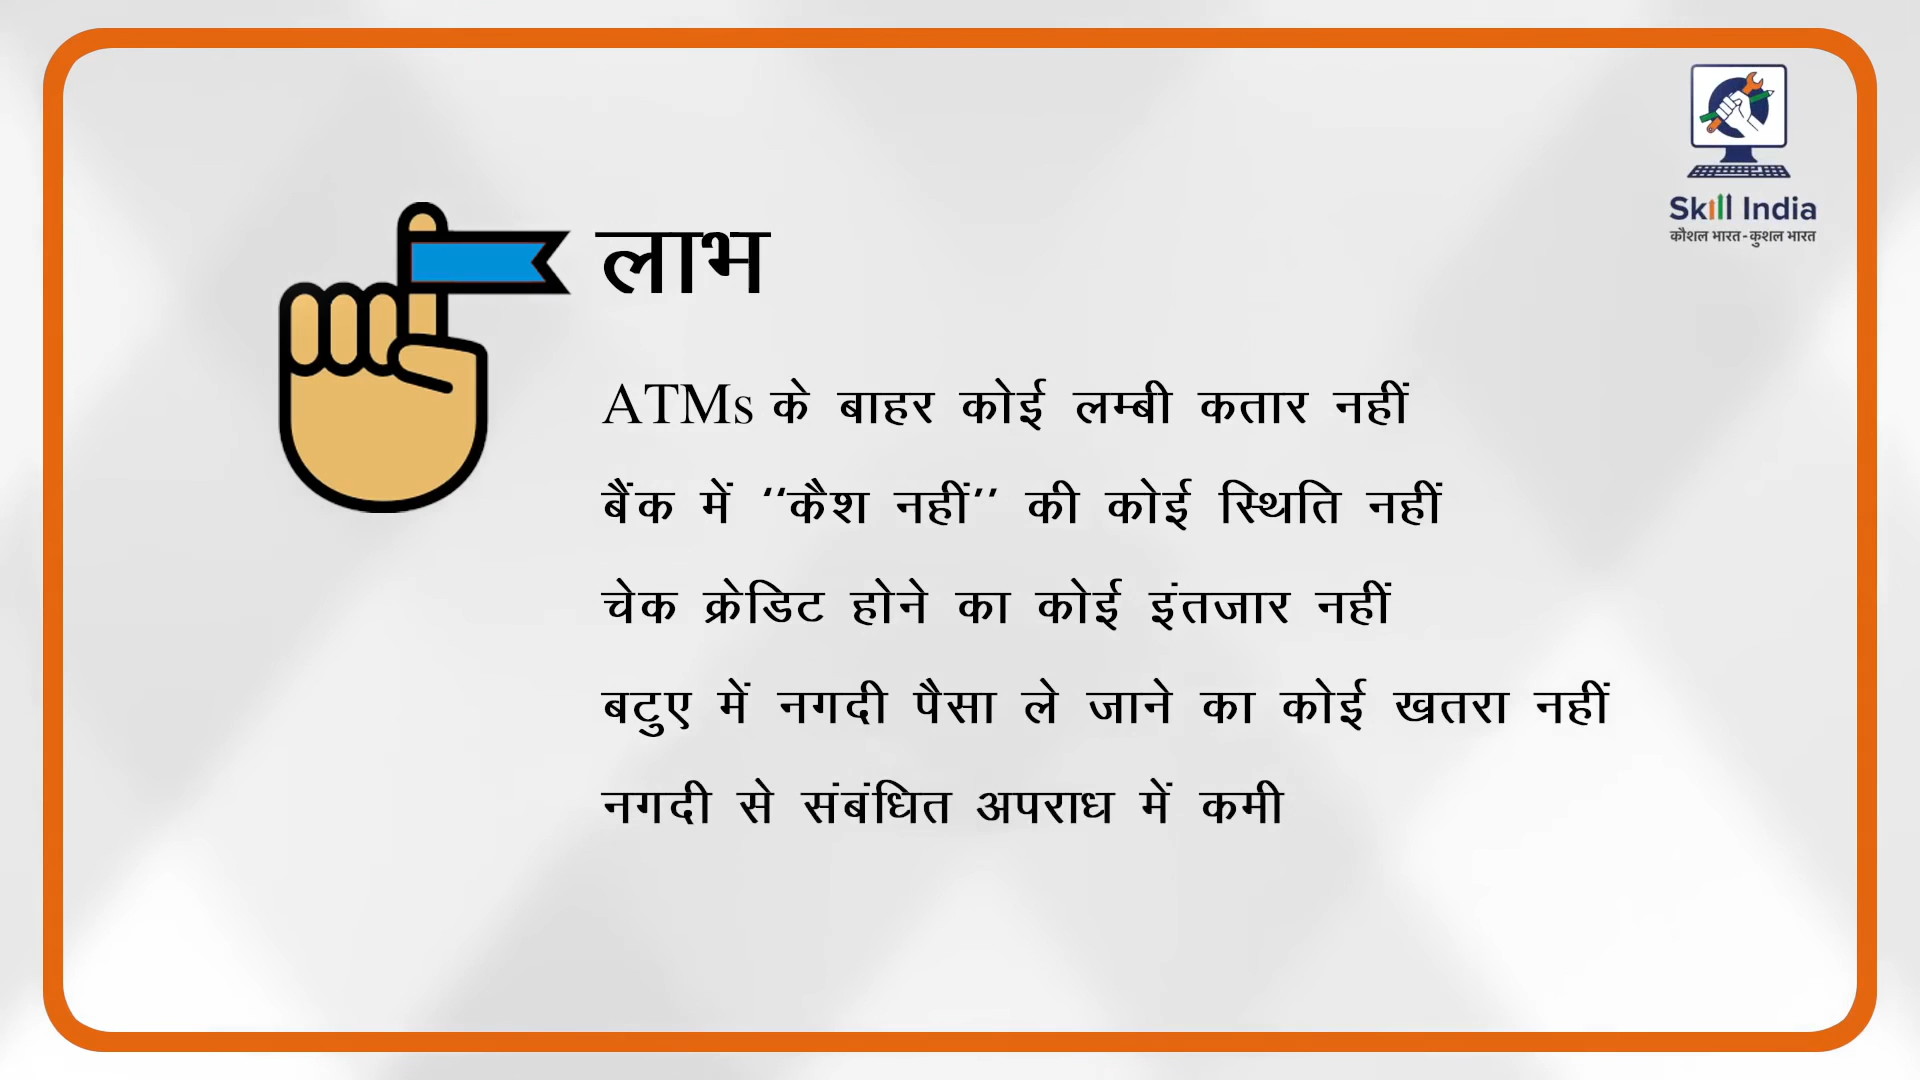 Skill India
कौशल भारत-कुशल भारत
लाभ
ATMs के बाहर कोई लम्बी कतार नहीं
बैंक में ‘‘कैश नहीं’’ की कोई स्थिति नहीं
चेक क्रेडिट होने का कोई इंतजार नहीं
बटुए में नगदी पैसा ले जाने का कोई खतरा नहीं
नगदी से संबंधित अपराध में कमी